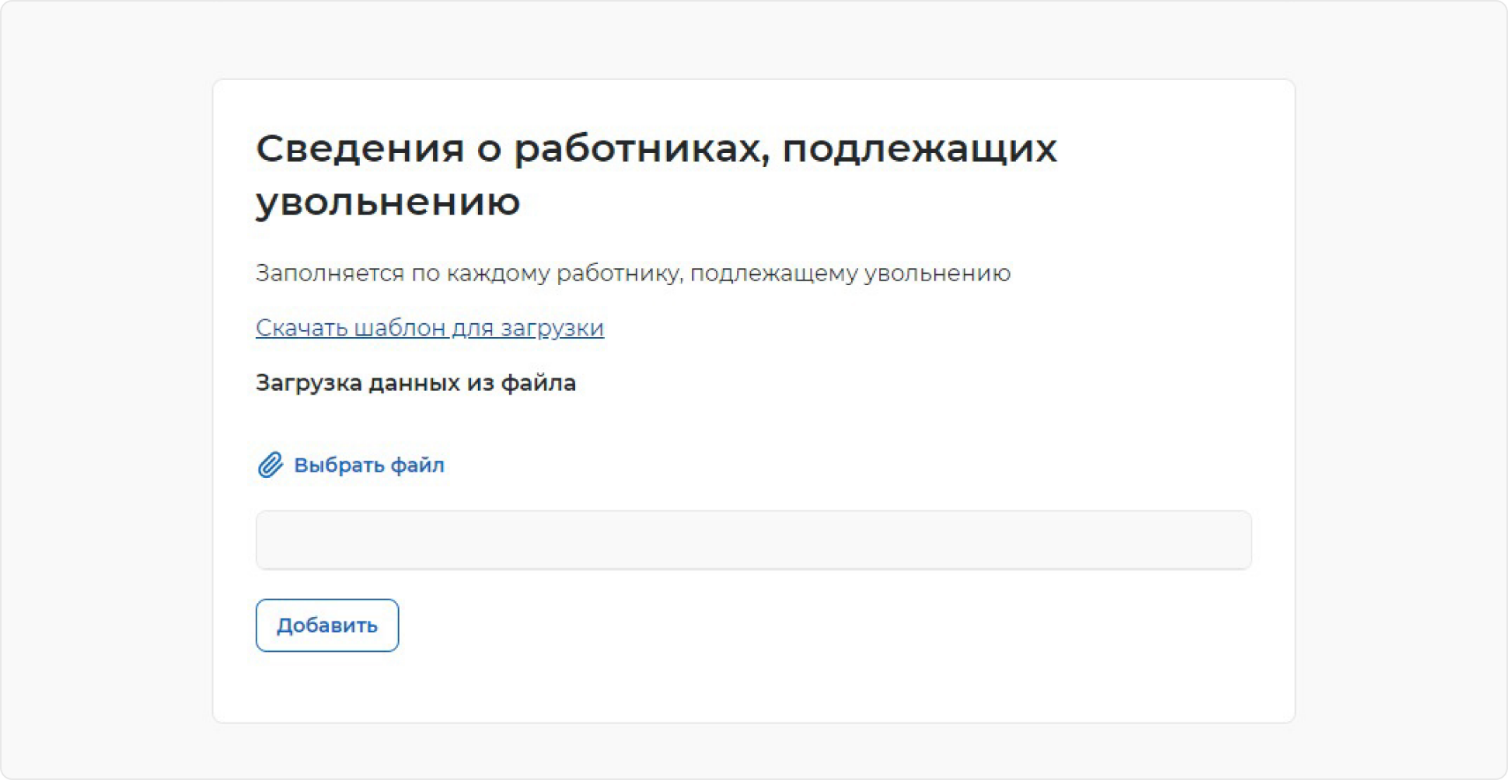 Сведения о работниках, подлежащих
увольнению
Заполняется по каждому работнику, подлежащему увольнению
Скачать шаблон для загрузки
Загрузка данных из файла
Выбрать файл
Добавить